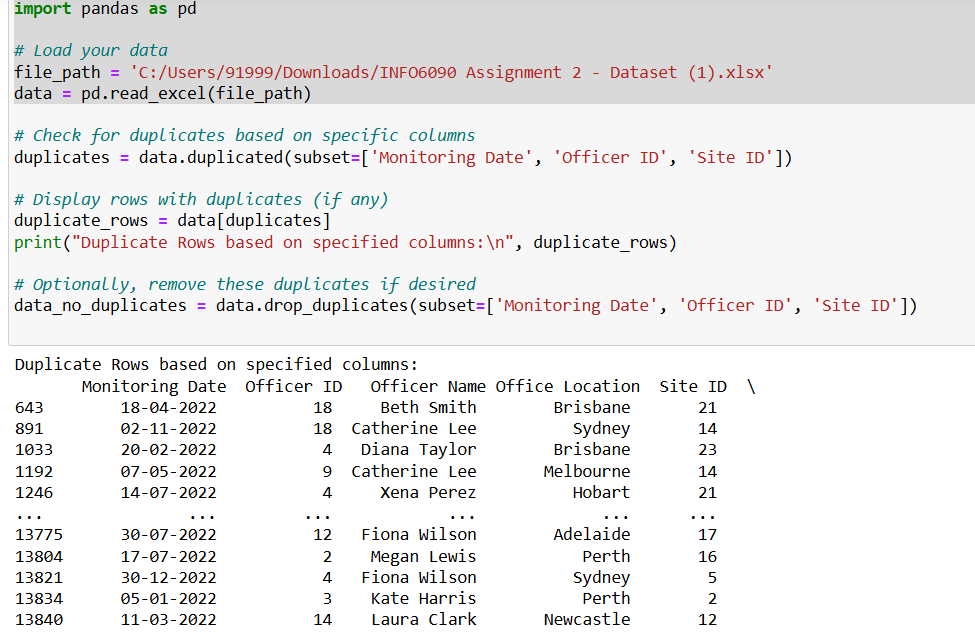 import pandas as pd
# Load your data
file_path = 'C:/Users/91999/Downloads/INFO6090 Assignment 2 - Dataset (1).xlsx'
data = pd.read_excel(file_path)
# Check for duplicates based on specific columns
duplicates = data.duplicated(subset=['Monitoring Date', 'Officer ID', 'Site ID'])
# Display rows with duplicates (if any)
duplicate_rows = data[duplicates]
print("Duplicate Rows based on specified columns:\n", duplicate_rows)
# Optionally, remove these duplicates if desired
data_no_duplicates = data.drop_duplicates(subset=['Monitoring Date', 'Officer ID', 'Site ID'])
Duplicate Rows based on specified columns:
Monitoring Date Officer ID Officer Name Office Location Site ID \
643 18-04-2022 18 Beth Smith Brisbane 21
891 02-11-2022 18 Catherine Lee Sydney 14
1033 20-02-2022 4 Diana Taylor Brisbane 23
1192 07-05-2022 9 Catherine Lee Melbourne 14
1246 14-07-2022 4 Xena Perez Hobart 21
... ... ... ... ... ...
13775 30-07-2022 12 Fiona Wilson Adelaide 17
13804 17-07-2022 2 Megan Lewis Perth 16
13821 30-12-2022 4 Fiona Wilson Sydney 5
13834 05-01-2022 3 Kate Harris Perth 2
13840 11-03-2022 14 Laura Clark Newcastle 12